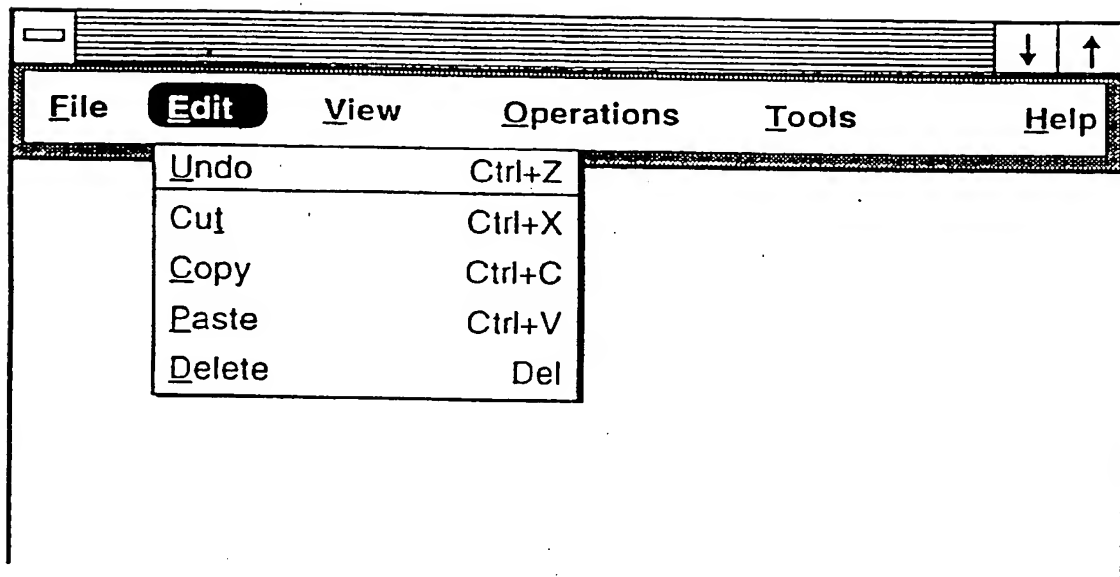 File Edit View Operations Tools Help
Undo Ctrl+Z
Cut Ctrl+X
Copy Ctrl+C
Paste Ctrl+V
Delete Del